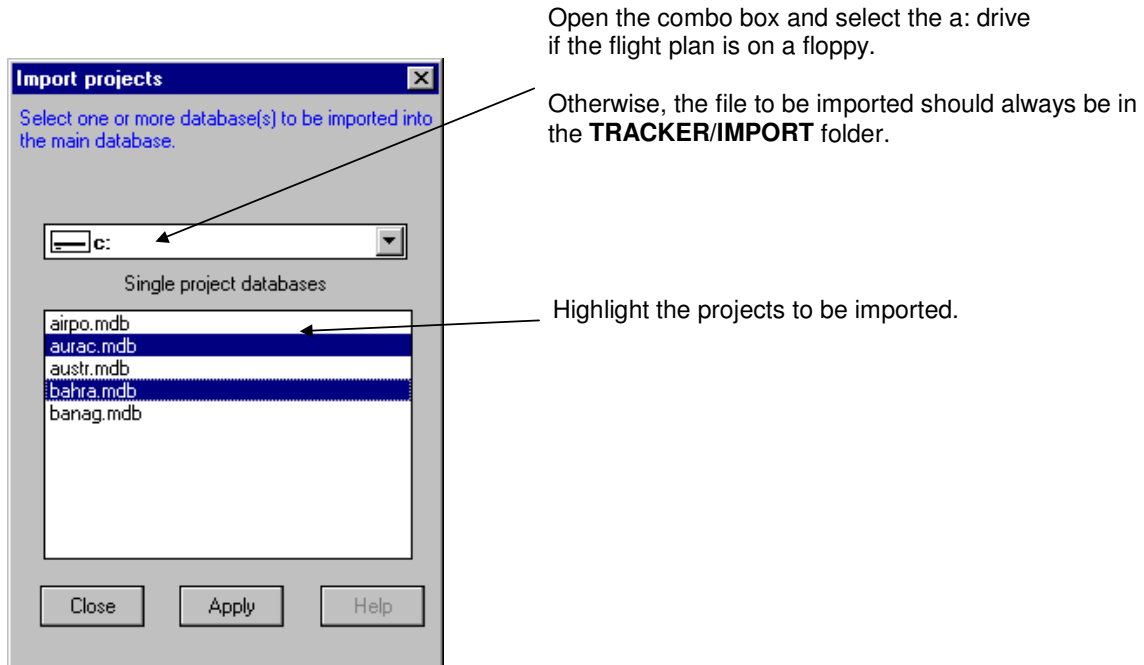 Open the combo box and select the a: drive
if the flight plan is on a floppy.
Import projects
Select one or more database(s) to be imported into
the main database.
Otherwise, the file to be imported should always be in
the TRACKER/IMPORT folder.
c:
Single project databases
airpo.mdb
aurac.mdb
austr.mdb
bahra.mdb
banag.mdb
Highlight the projects to be imported.
Close
Apply
Help